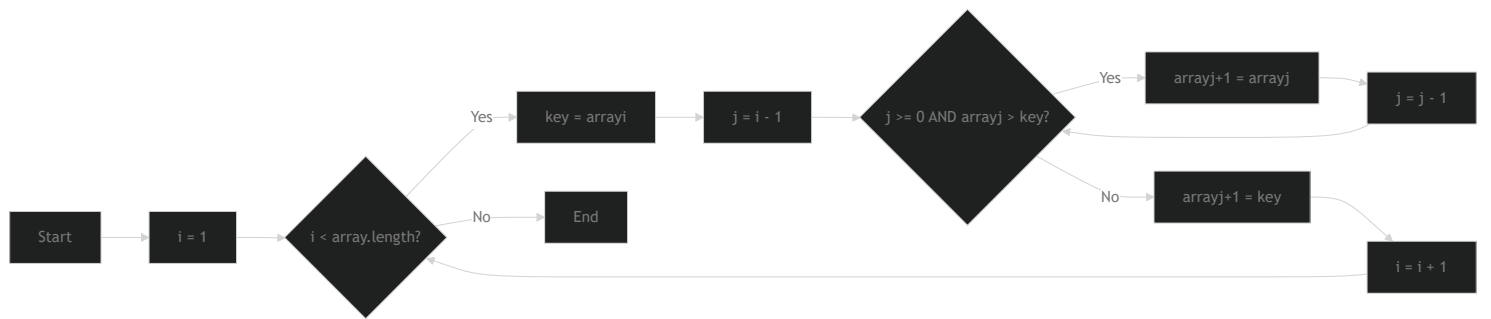 Start
i = 1
i < array.length?
Yes
key = arrayi
j = i - 1
j >= 0 AND arrayj > key?
Yes
arrayj+1 = arrayj
j = j - 1
No
arrayj+1 = key
i = i + 1
No
End